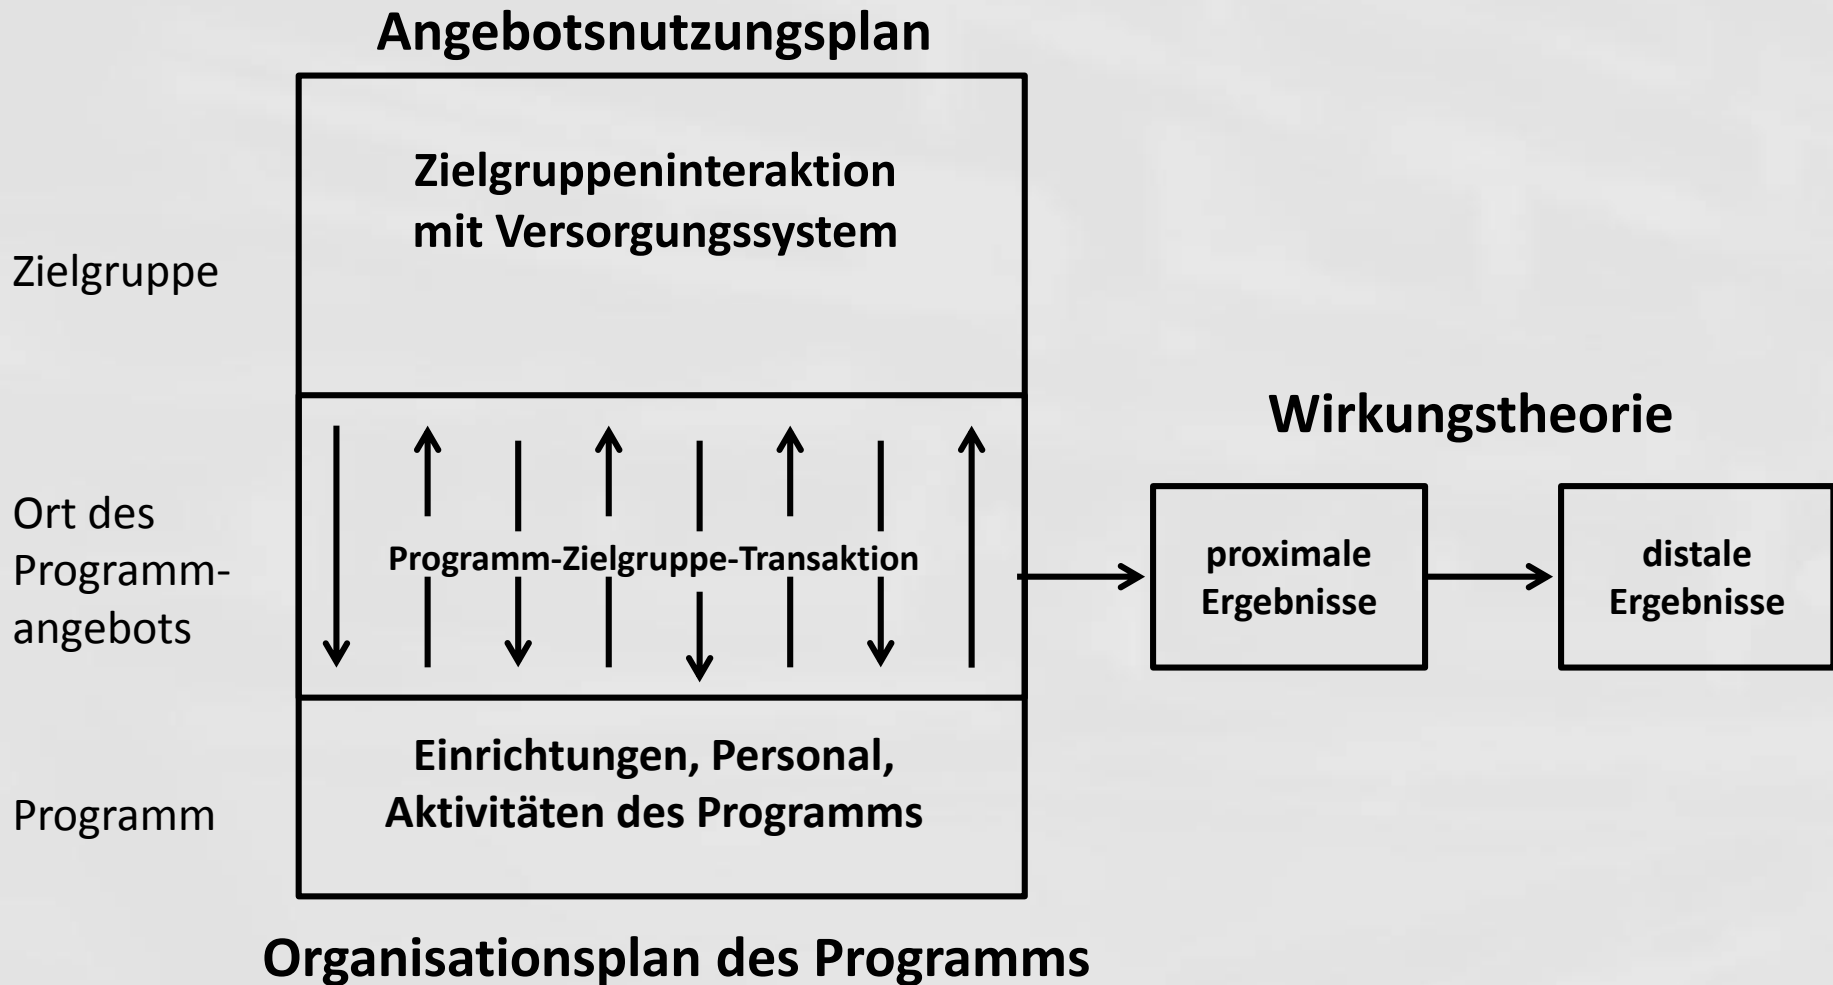 Angebotsnutzungsplan
Zielgruppeninteraktion
mit Versorgungssystem
Zielgruppe
Wirkungstheorie
Ort des
Programm-
angebots
Programm-Zielgruppe-Transaktion
proximale
Ergebnisse
distale
Ergebnisse
Einrichtungen, Personal,
Aktivitäten des Programms
Programm
Organisationsplan des Programms